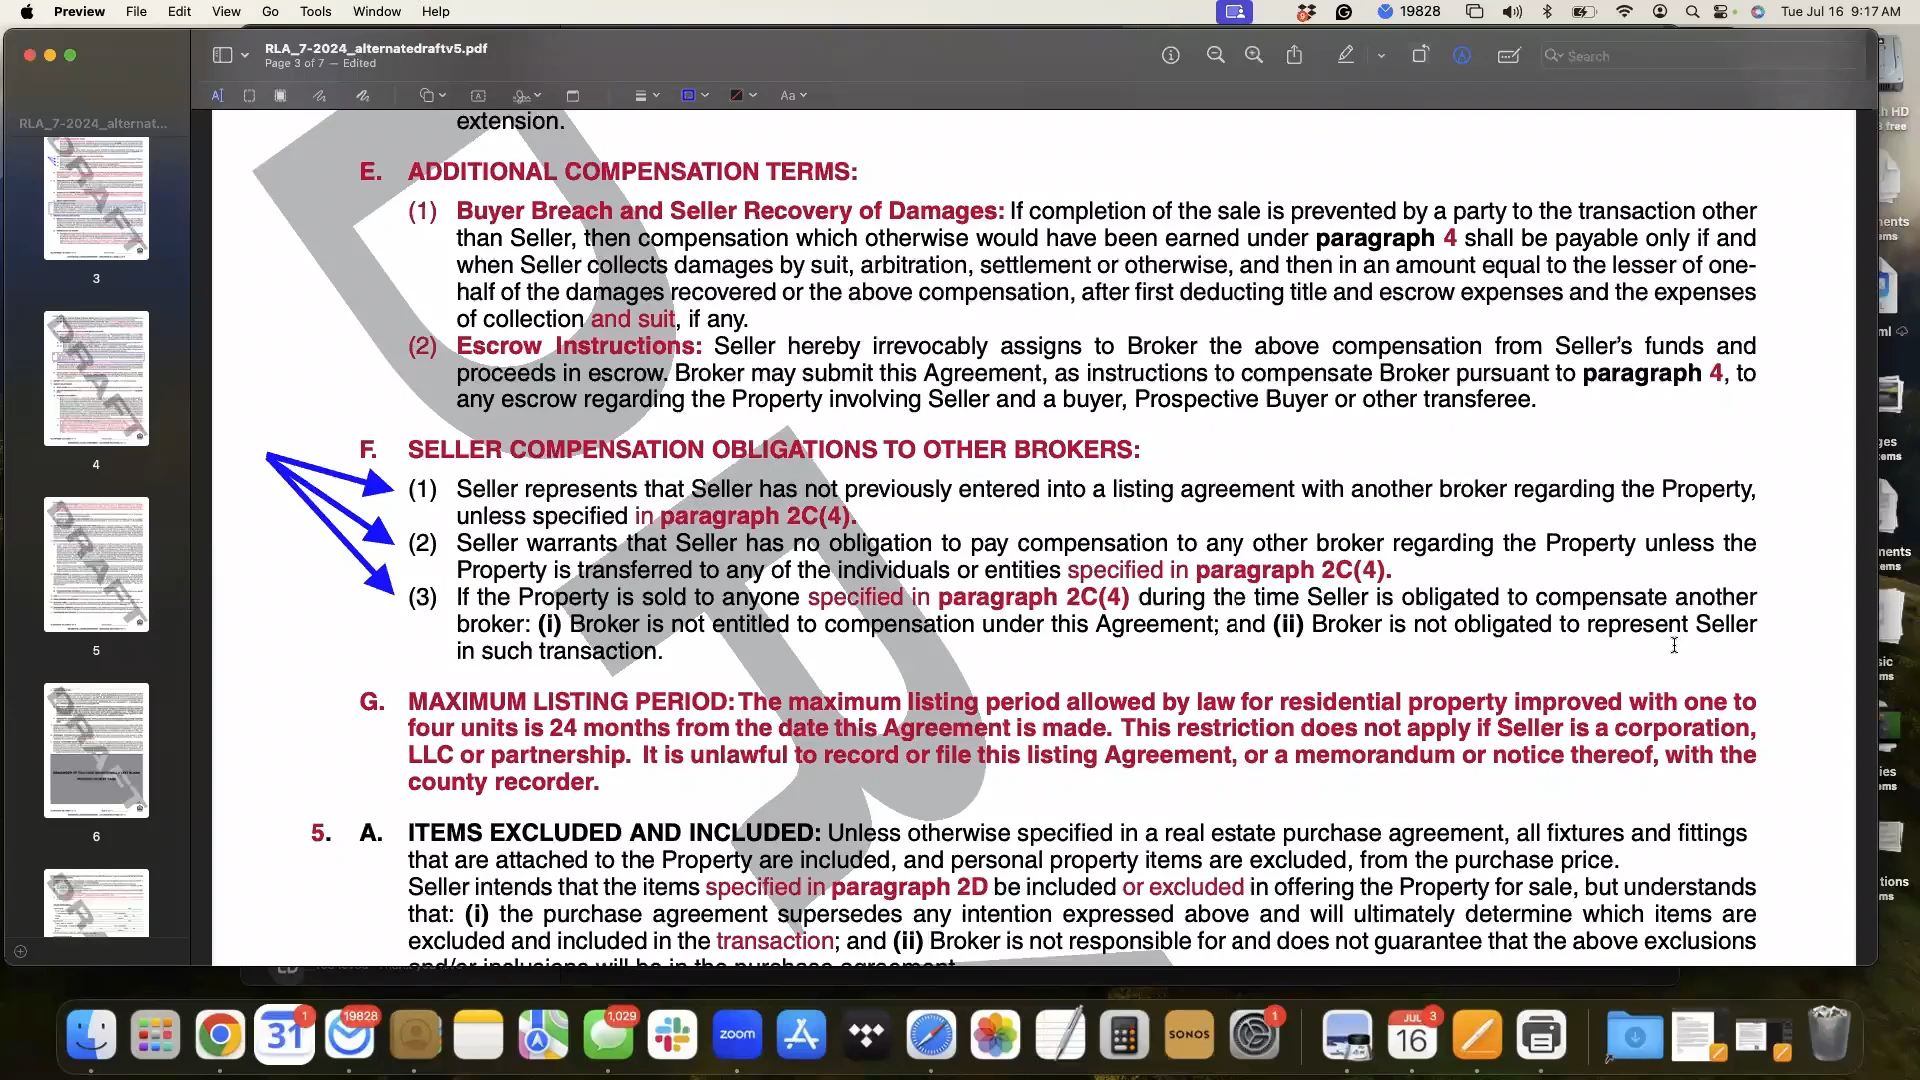 Preview File Edit View Go Tools Window Help 19828 Tue Jul 16 9:17 AM
RLA_7-2024_alternatedraftv5.pdf
Page 3 of 7 — Edited
Search
RLA_7-2024_alternat...
3
4
5
6
extension.
E. ADDITIONAL COMPENSATION TERMS:
(1) Buyer Breach and Seller Recovery of Damages: If completion of the sale is prevented by a party to the transaction other
than Seller, then compensation which otherwise would have been earned under paragraph 4 shall be payable only if and
when Seller collects damages by suit, arbitration, settlement or otherwise, and then in an amount equal to the lesser of one-
half of the damages recovered or the above compensation, after first deducting title and escrow expenses and the expenses
of collection and suit, if any.
(2) Escrow Instructions: Seller hereby irrevocably assigns to Broker the above compensation from Seller's funds and
proceeds in escrow. Broker may submit this Agreement, as instructions to compensate Broker pursuant to paragraph 4, to
any escrow regarding the Property involving Seller and a buyer, Prospective Buyer or other transferee.
F. SELLER COMPENSATION OBLIGATIONS TO OTHER BROKERS:
(1) Seller represents that Seller has not previously entered into a listing agreement with another broker regarding the Property,
unless specified in paragraph 2C(4).
(2) Seller warrants that Seller has no obligation to pay compensation to any other broker regarding the Property unless the
Property is transferred to any of the individuals or entities specified in paragraph 2C(4).
(3) If the Property is sold to anyone specified in paragraph 2C(4) during the time Seller is obligated to compensate another
broker: (i) Broker is not entitled to compensation under this Agreement; and (ii) Broker is not obligated to represent Seller
in such transaction.
G. MAXIMUM LISTING PERIOD: The maximum listing period allowed by law for residential property improved with one to
four units is 24 months from the date this Agreement is made. This restriction does not apply if Seller is a corporation,
LLC or partnership. It is unlawful to record or file this listing Agreement, or a memorandum or notice thereof, with the
county recorder.
5. A. ITEMS EXCLUDED AND INCLUDED: Unless otherwise specified in a real estate purchase agreement, all fixtures and fittings
that are attached to the Property are included, and personal property items are excluded, from the purchase price.
Seller intends that the items specified in paragraph 2D be included or excluded in offering the Property for sale, but understands
that: (i) the purchase agreement supersedes any intention expressed above and will ultimately determine which items are
excluded and included in the transaction; and (ii) Broker is not responsible for and does not guarantee that the above exclusions
and/or inclusions will be in the purchase agreement.
1 31 19828 1,029 zoom SONOS 1 JUL 3 16